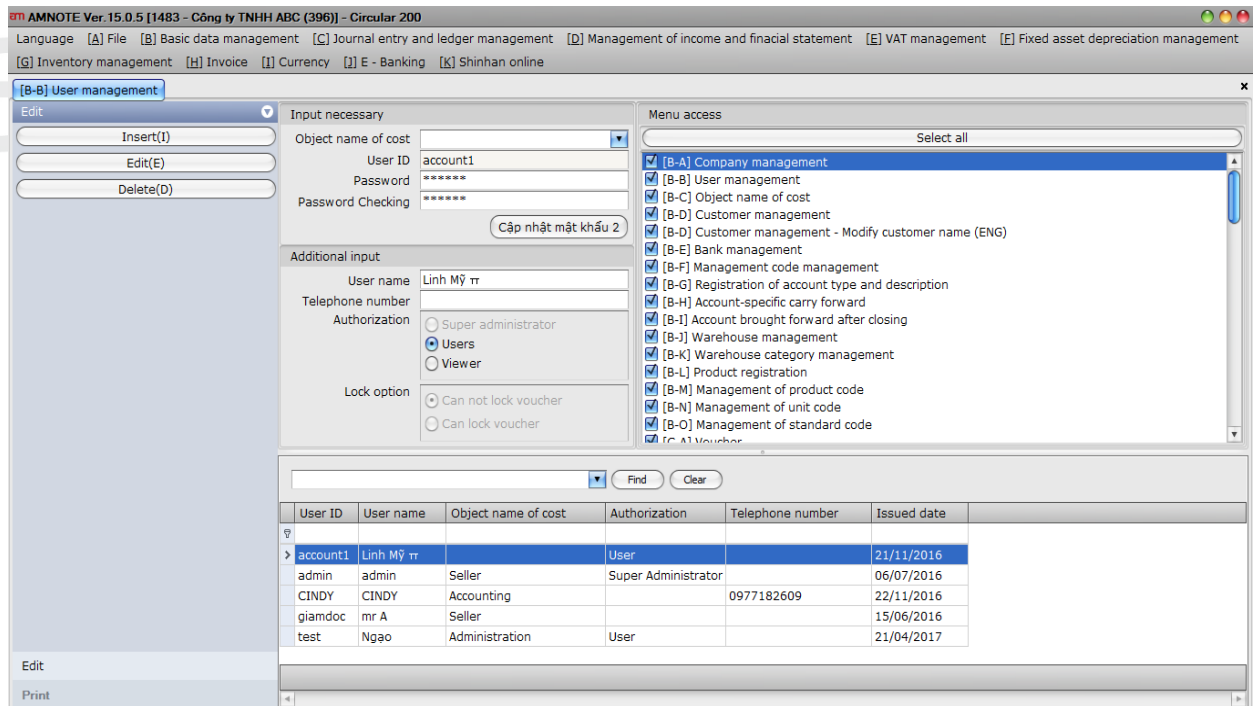 am AMNOTE Ver.15.0.5 [1483 - Công ty TNHH ABC (396)] - Circular 200
Language [A] File [B] Basic data management [C] Journal entry and ledger management [D] Management of income and finacial statement [E] VAT management [F] Fixed asset depreciation management
[G] Inventory management [H] Invoice [I] Currency [J] E - Banking [K] Shinhan online
[B-B] User management x
Edit
Insert(I)
Edit(E)
Delete(D)
Edit
Print
Input necessary
Object name of cost
User ID account1
Password ******
Password Checking ******
Cập nhật mật khẩu 2
Additional input
User name Linh Mỹ ㅠ
Telephone number
Authorization
Super administrator
Users
Viewer
Lock option
Can not lock voucher
Can lock voucher
Menu access
Select all
[B-A] Company management
[B-B] User management
[B-C] Object name of cost
[B-D] Customer management
[B-D] Customer management - Modify customer name (ENG)
[B-E] Bank management
[B-F] Management code management
[B-G] Registration of account type and description
[B-H] Account-specific carry forward
[B-I] Account brought forward after closing
[B-J] Warehouse management
[B-K] Warehouse category management
[B-L] Product registration
[B-M] Management of product code
[B-N] Management of unit code
[B-O] Management of standard code
[C-A] Voucher
Find Clear
User ID User name Object name of cost Authorization Telephone number Issued date
account1 Linh Mỹ ㅠ User 21/11/2016
admin admin Seller Super Administrator 06/07/2016
CINDY CINDY Accounting 0977182609 22/11/2016
giamdoc mr A Seller 15/06/2016
test Ngạo Administration User 21/04/2017